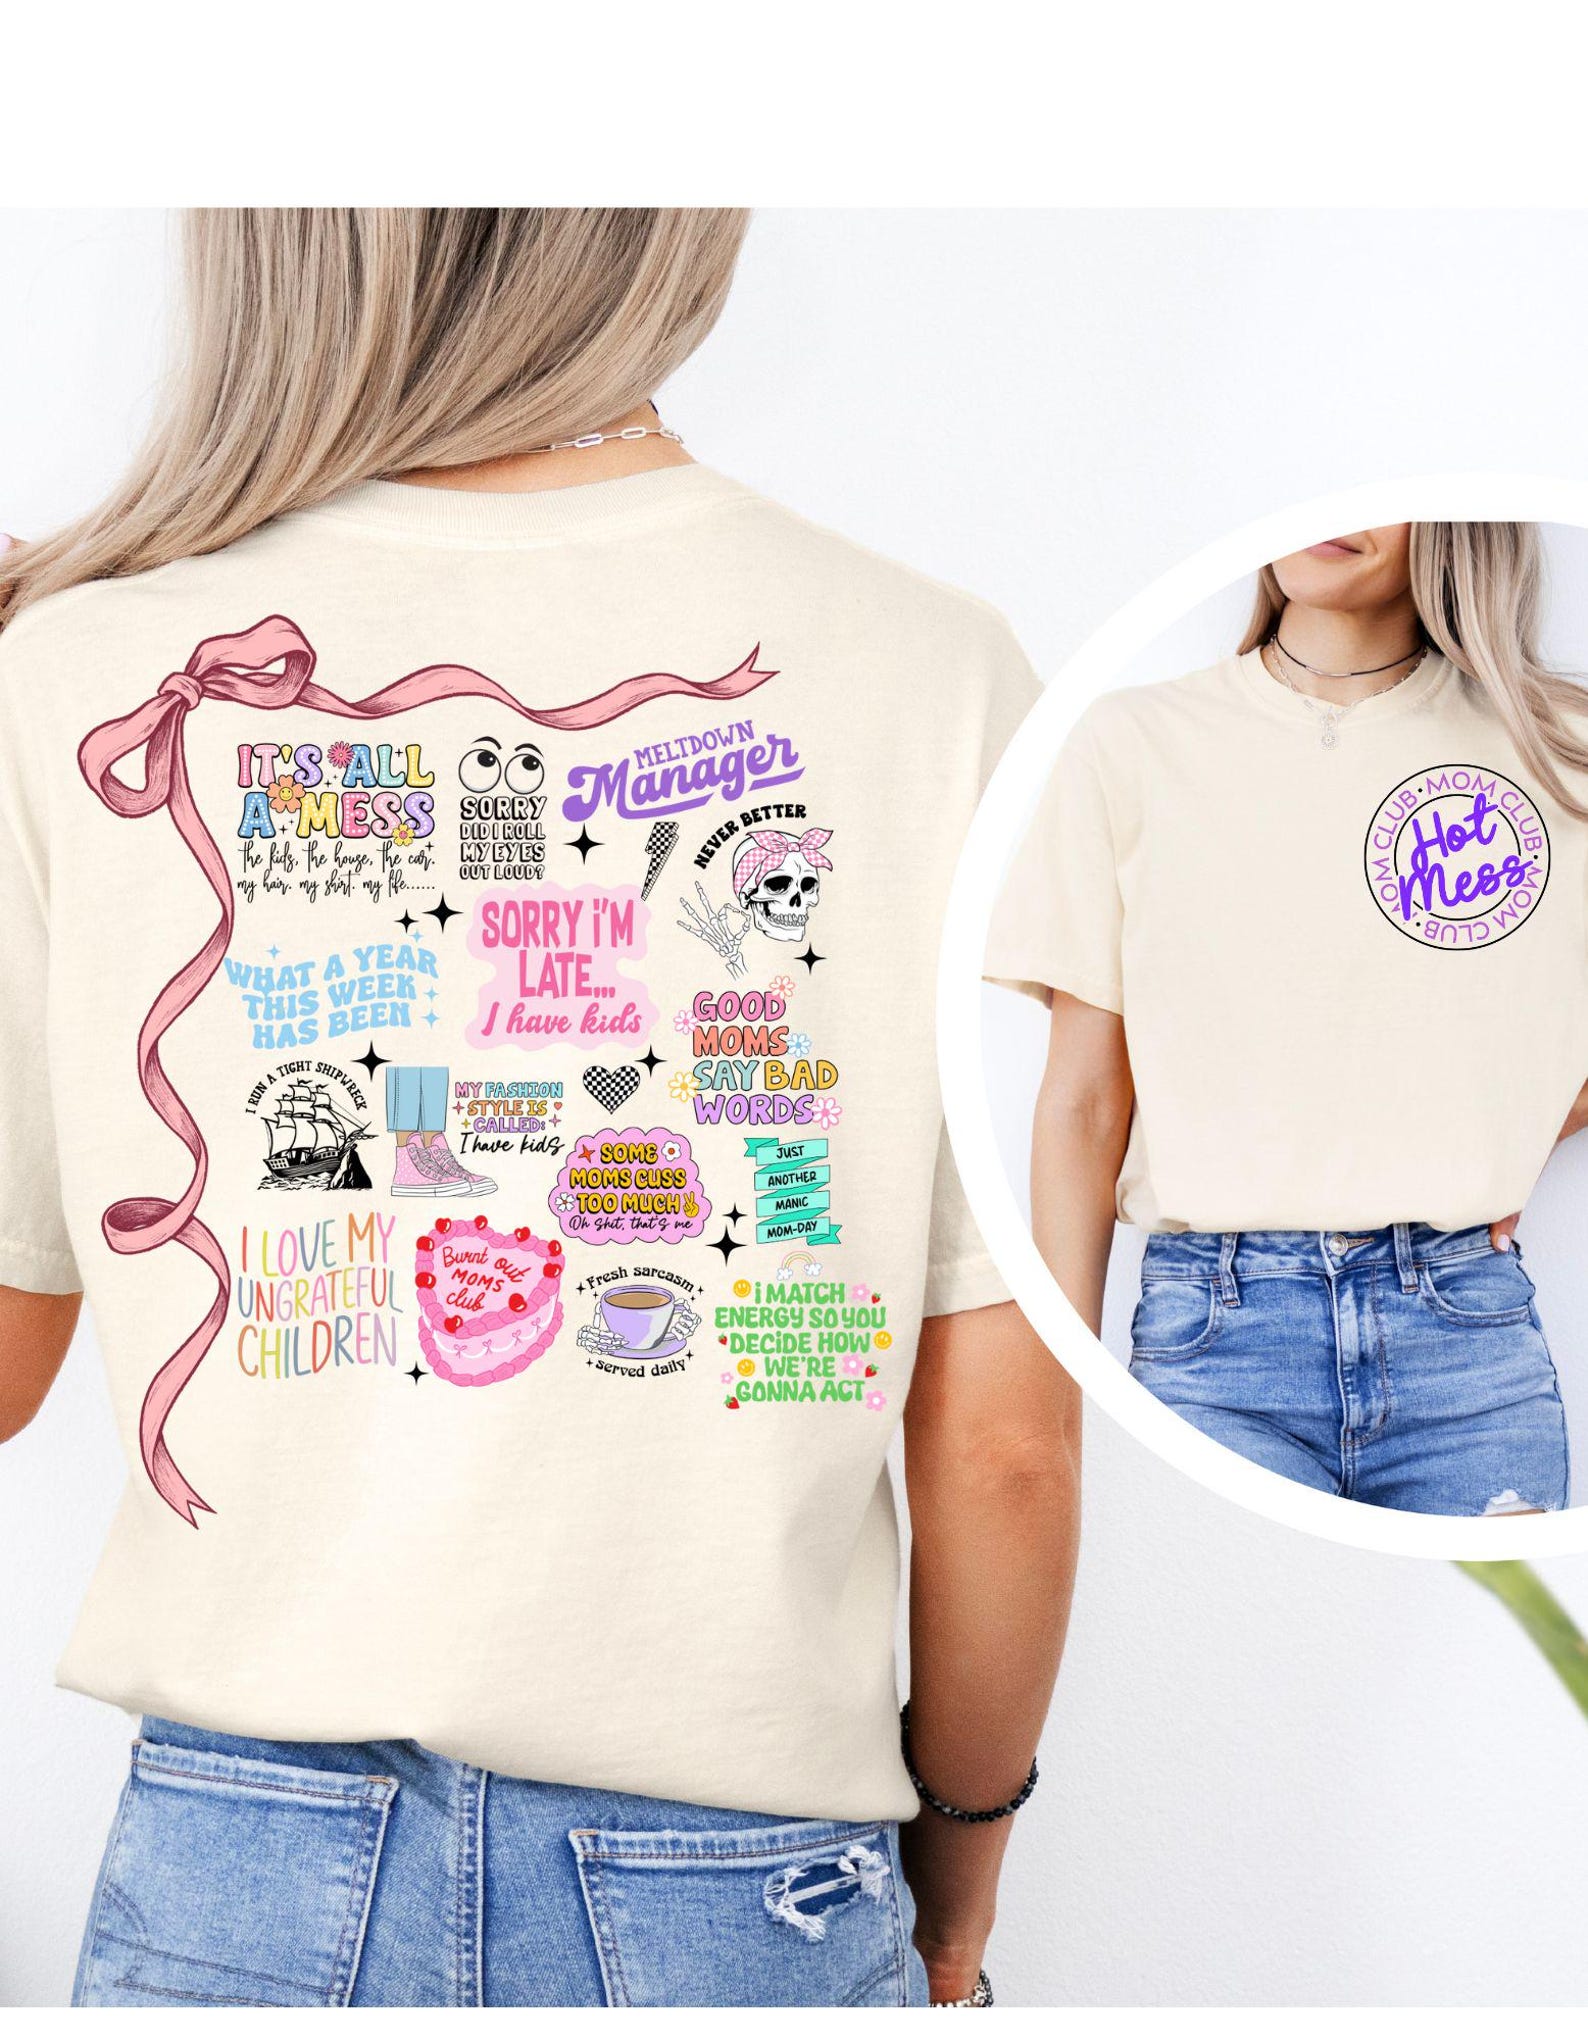 IT'S ALL
A MESS
the kids, the house, the car.
my hair. my shirt. my life......
SORRY
DID I ROLL
MY EYES
OUT LOUD?
MELTDOWN
Manager
NEVER BETTER
WHAT A YEAR
THIS WEEK
HAS BEEN
SORRY i'M
LATE...
I have kids
GOOD
MOMS
SAY BAD
WORDS
I RUN A TIGHT SHIPWRECK
MY FASHION
STYLE IS
CALLED:
I have kids
SOME
MOMS CUSS
TOO MUCH
Oh shit, that's me
JUST
ANOTHER
MANIC
MOM-DAY
I LOVE MY
UNGRATEFUL
CHILDREN
Burnt out
MOMS
club
Fresh sarcasm
served daily
i MATCH
ENERGY SO YOU
DECiDE HOW
WE'RE
GONNA ACT
MOM CLUB · MOM CLUB · MOM CLUB ·
Hot
Mess